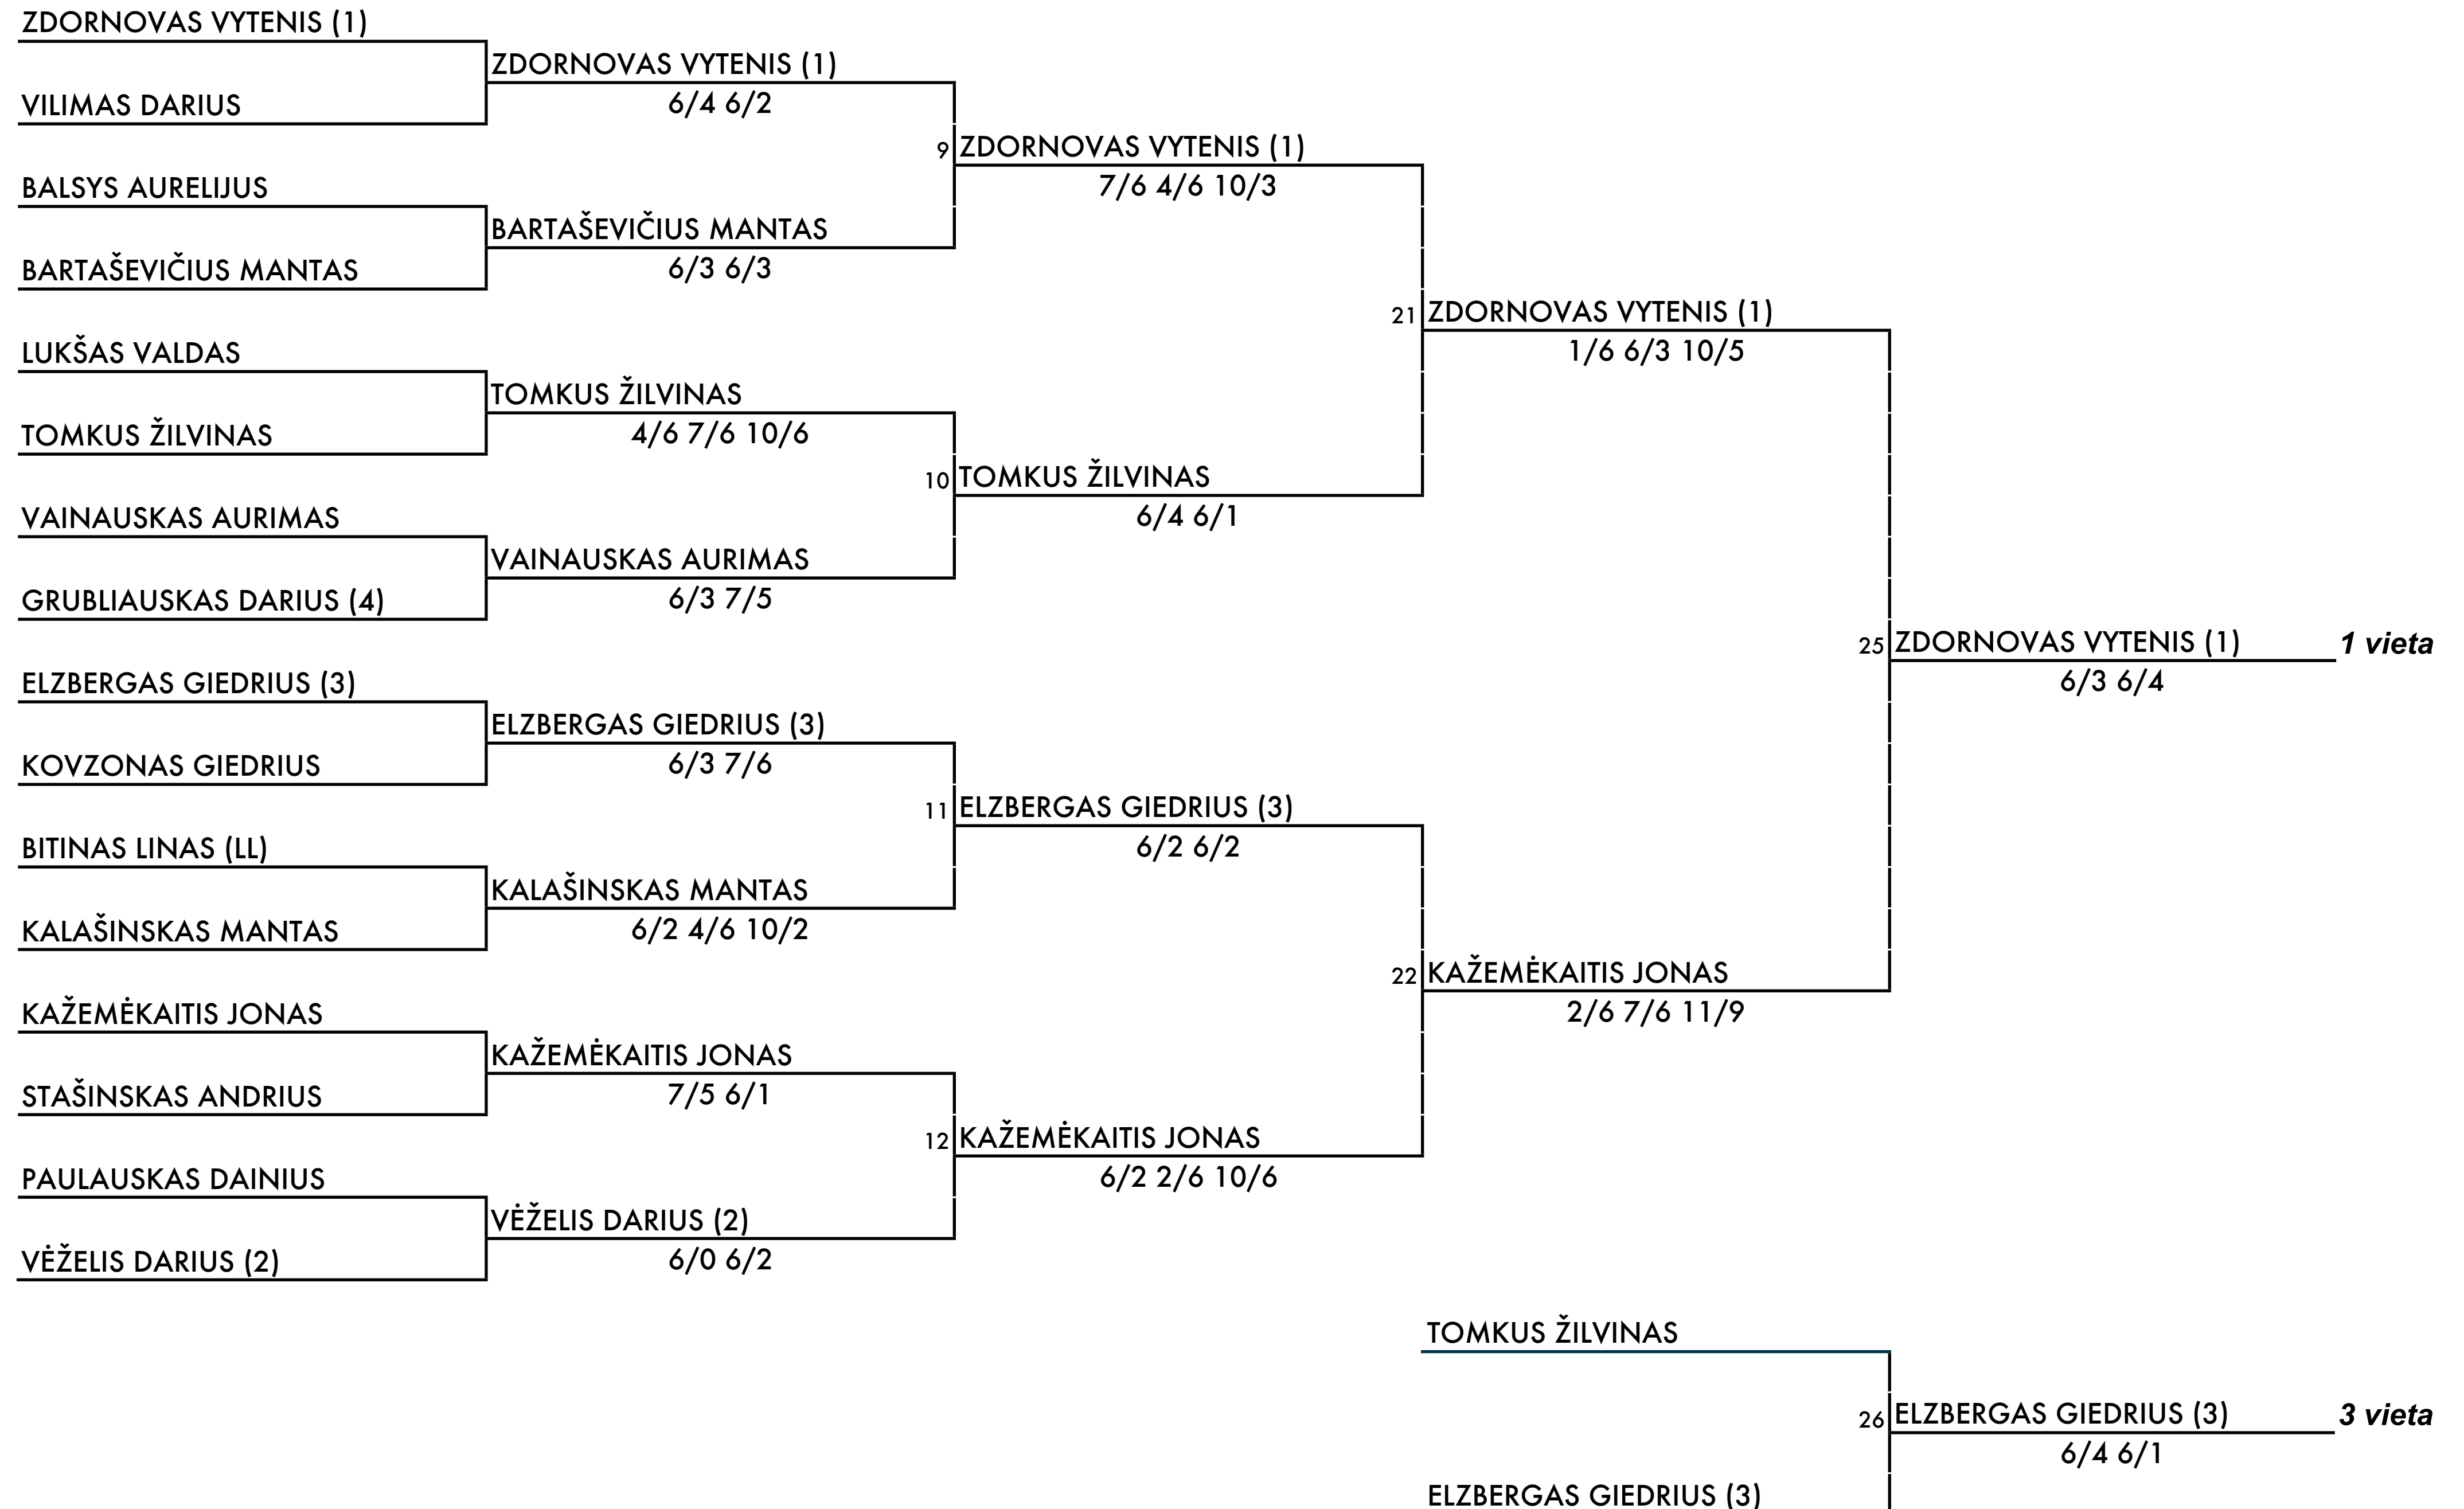 ZDORNOVAS VYTENIS (1)
ZDORNOVAS VYTENIS (1)
VILIMAS DARIUS
6/4 6/2
9 ZDORNOVAS VYTENIS (1)
BALSYS AURELIJUS
7/6 4/6 10/3
BARTAŠEVIČIUS MANTAS
BARTAŠEVIČIUS MANTAS
6/3 6/3
21 ZDORNOVAS VYTENIS (1)
LUKŠAS VALDAS
1/6 6/3 10/5
TOMKUS ŽILVINAS
TOMKUS ŽILVINAS
4/6 7/6 10/6
10 TOMKUS ŽILVINAS
VAINAUSKAS AURIMAS
6/4 6/1
VAINAUSKAS AURIMAS
GRUBLIAUSKAS DARIUS (4)
6/3 7/5
25 ZDORNOVAS VYTENIS (1) 1 vieta
ELZBERGAS GIEDRIUS (3)
6/3 6/4
ELZBERGAS GIEDRIUS (3)
KOVZONAS GIEDRIUS
6/3 7/6
11 ELZBERGAS GIEDRIUS (3)
BITINAS LINAS (LL)
6/2 6/2
KALAŠINSKAS MANTAS
KALAŠINSKAS MANTAS
6/2 4/6 10/2
22 KAŽEMĖKAITIS JONAS
KAŽEMĖKAITIS JONAS
2/6 7/6 11/9
KAŽEMĖKAITIS JONAS
STAŠINSKAS ANDRIUS
7/5 6/1
12 KAŽEMĖKAITIS JONAS
PAULAUSKAS DAINIUS
6/2 2/6 10/6
VĖŽELIS DARIUS (2)
VĖŽELIS DARIUS (2)
6/0 6/2
TOMKUS ŽILVINAS
26 ELZBERGAS GIEDRIUS (3) 3 vieta
6/4 6/1
ELZBERGAS GIEDRIUS (3)